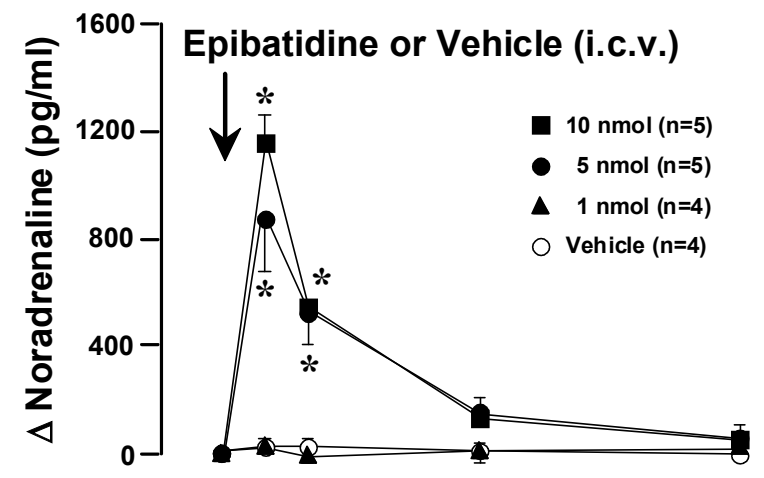 1600
Epibatidine or Vehicle (i.c.v.)
Δ Noradrenaline (pg/ml)
*
10 nmol (n=5)
1200
5 nmol (n=5)
1 nmol (n=4)
800
Vehicle (n=4)
*
*
400
*
0